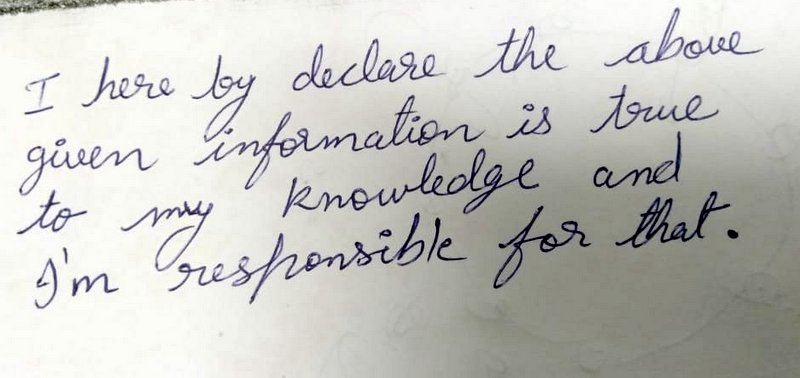 I here by declare the above
given information is true
to my knowledge and
I'm responsible for that.